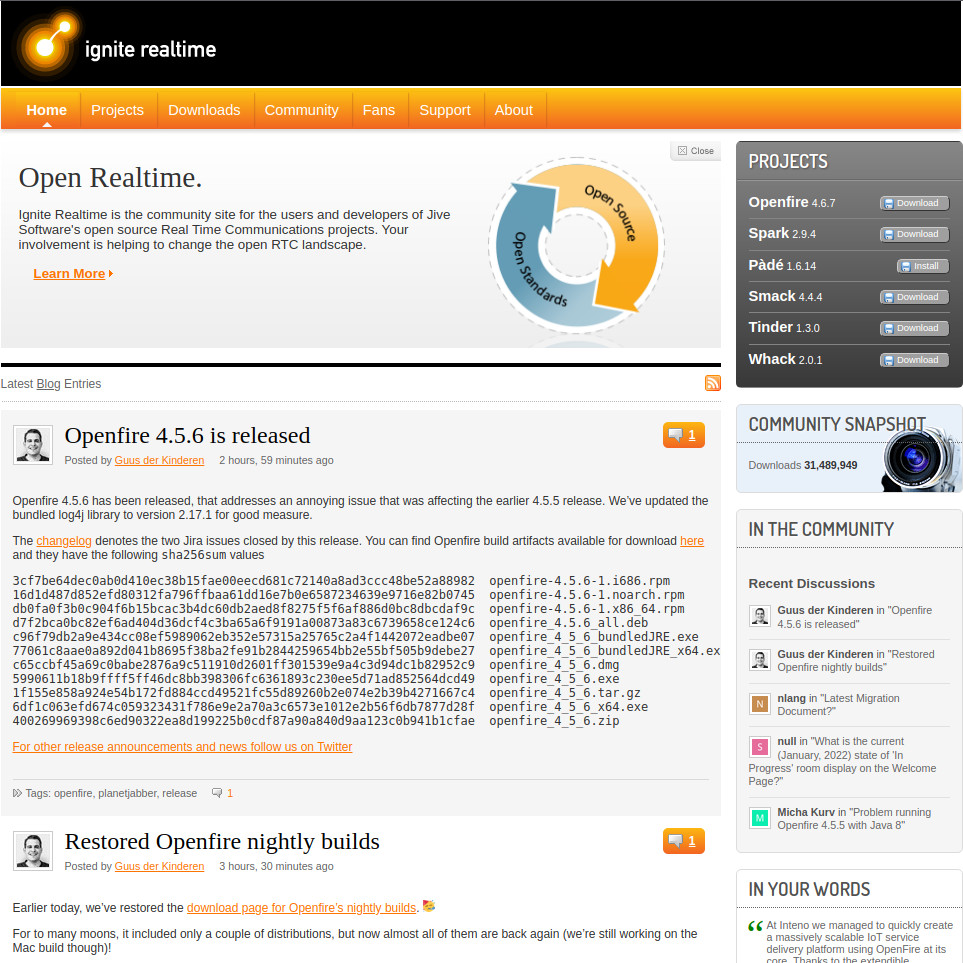 ignite realtime
Home Projects Downloads Community Fans Support About
Close
Open Realtime.
Ignite Realtime is the community site for the users and developers of Jive
Software's open source Real Time Communications projects. Your
involvement is helping to change the open RTC landscape.
Learn More
Open Source
Open Standards
Latest Blog Entries
Openfire 4.5.6 is released
1
Posted by Guus der Kinderen 2 hours, 59 minutes ago
Openfire 4.5.6 has been released, that addresses an annoying issue that was affecting the earlier 4.5.5 release. We've updated the
bundled log4j library to version 2.17.1 for good measure.
The changelog denotes the two Jira issues closed by this release. You can find Openfire build artifacts available for download here
and they have the following sha256sum values
3cf7be64dec0ab0d410ec38b15fae00eecd681c72140a8ad3ccc48be52a88982 openfire-4.5.6-1.i686.rpm
16d1d487d852efd80312fa796ffbaa61dd16e7b0e6587234639e9716e82b0745 openfire-4.5.6-1.noarch.rpm
db0fa0f3b0c904f6b15bcac3b4dc60db2aed8f8275f5f6af886d0bc8dbcdaf9c openfire-4.5.6-1.x86_64.rpm
d7f2bca0bc82ef6ad404d36dcf4c3ba65a6f9191a00873a83c6739658ce124c6 openfire_4.5.6_all.deb
c96f79db2a9e434cc08ef5989062eb352e57315a25765c2a4f1442072eadbe07 openfire_4_5_6_bundledJRE.exe
77061c8aae0a892d041b8695f38ba2fe91b2844259654bb2e55bf505b9debe27 openfire_4_5_6_bundledJRE_x64.ex
c65ccbf45a69c0babe2876a9c511910d2601ff301539e9a4c3d94dc1b82952c9 openfire_4_5_6.dmg
5990611b18b9ffff5ff46dc8bb398306fc6361893c230ee5d71ad852564dcd49 openfire_4_5_6.exe
1f155e858a924e54b172fd884ccd49521fc55d89260b2e074e2b39b4271667c4 openfire_4_5_6.tar.gz
6df1c063efd674c059323431f786e9e2a70a3c6573e1012e2b56f6db7877d28f openfire_4_5_6_x64.exe
400269969398c6ed90322ea8d199225b0cdf87a90a840d9aa123c0b941b1cfae openfire_4_5_6.zip
For other release announcements and news follow us on Twitter
Tags: openfire, planetjabber, release 1
Restored Openfire nightly builds
1
Posted by Guus der Kinderen 3 hours, 30 minutes ago
Earlier today, we've restored the download page for Openfire's nightly builds.
For to many moons, it included only a couple of distributions, but now almost all of them are back again (we're still working on the
Mac build though)!
PROJECTS
Openfire 4.6.7 Download
Spark 2.9.4 Download
Pàdé 1.6.14 Install
Smack 4.4.4 Download
Tinder 1.3.0 Download
Whack 2.0.1 Download
COMMUNITY SNAPSHOT
Downloads 31,489,949
IN THE COMMUNITY
Recent Discussions
Guus der Kinderen in "Openfire
4.5.6 is released"
Guus der Kinderen in "Restored
Openfire nightly builds"
N
nlang in "Latest Migration
Document?"
S
null in "What is the current
(January, 2022) state of 'In
Progress' room display on the Welcome
Page?"
M
Micha Kurv in "Problem running
Openfire 4.5.5 with Java 8"
IN YOUR WORDS
“ At Inteno we managed to quickly create
a massively scalable IoT service
delivery platform using OpenFire at its
core. Thanks to the extendible